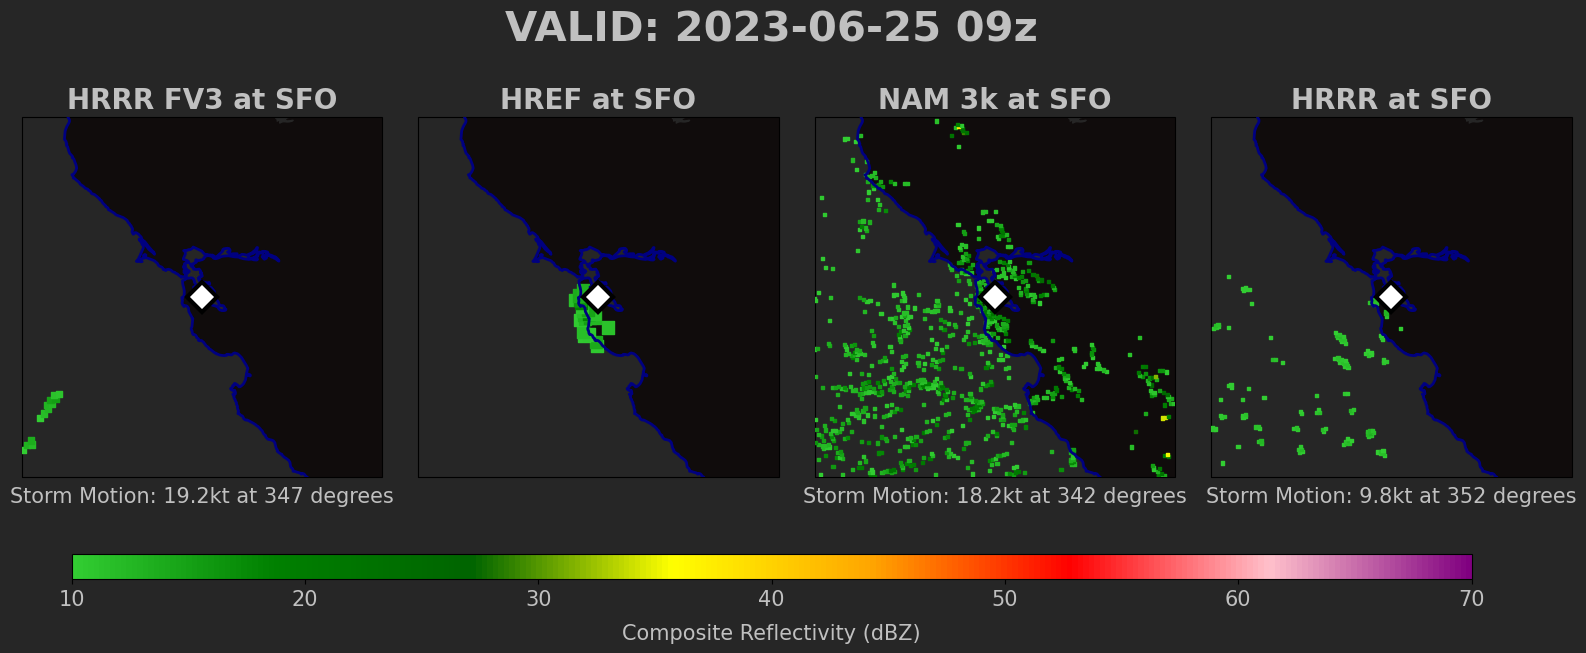 VALID: 2023-06-25 09z
HRRR FV3 at SFO
HREF at SFO
NAM 3k at SFO
HRRR at SFO
Storm Motion: 19.2kt at 347 degrees
Storm Motion: 18.2kt at 342 degrees
Storm Motion: 9.8kt at 352 degrees
10 20 30 40 50 60 70
Composite Reflectivity (dBZ)